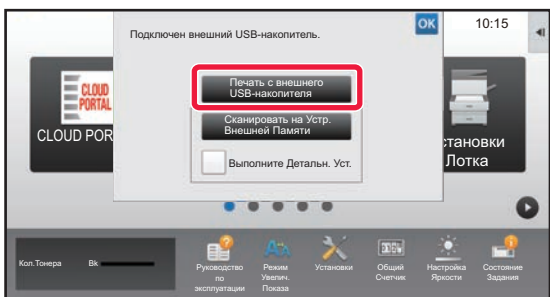 Подключен внешний USB-накопитель.
OK
10:15
Печать с внешнего
USB-накопителя
Сканировать на Устр.
Внешней Памяти
Выполните Детальн. Уст.
CLOUD
PORTAL
CLOUD POR
становки
Лотка
Кол.Тонера
Bk
Руководство
по
эксплуатации
Режим
Увелич.
Показа
Установки
Общий
Счетчик
Настройка
Яркости
Состояние
Задания